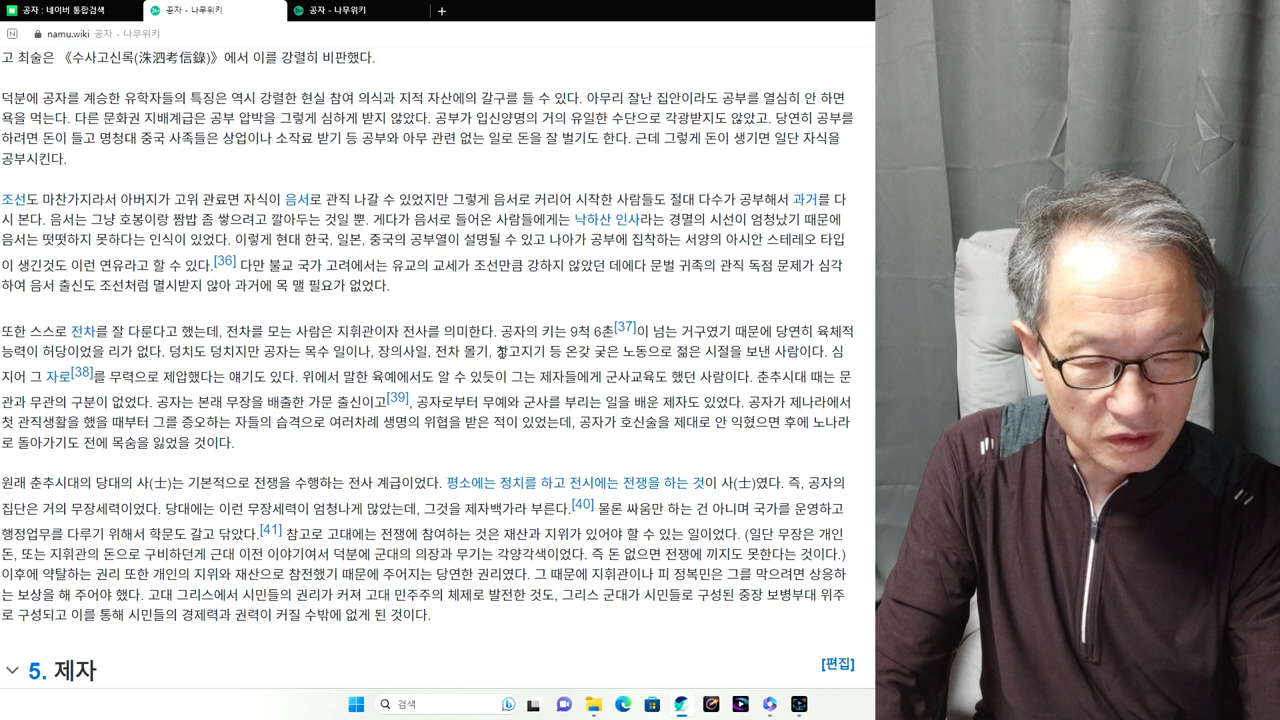 공자 : 네이버 통합검색
공자 - 나무위키
공자 - 나무위키
namu.wiki 공자 - 나무위키
고 최술은 《수사고신록(洙泗考信錄)》에서 이를 강렬히 비판했다.
덕분에 공자를 계승한 유학자들의 특징은 역시 강렬한 현실 참여 의식과 지적 자산에의 갈구를 들 수 있다. 아무리 잘난 집안이라도 공부를 열심히 안 하면
욕을 먹는다. 다른 문화권 지배계급은 공부 압박을 그렇게 심하게 받지 않았다. 공부가 입신양명의 거의 유일한 수단으로 각광받지도 않았고. 당연히 공부를
하려면 돈이 들고 명청대 중국 사족들은 상업이나 소작료 받기 등 공부와 아무 관련 없는 일로 돈을 잘 벌기도 한다. 근데 그렇게 돈이 생기면 일단 자식을
공부시킨다.
조선도 마찬가지라서 아버지가 고위 관료면 자식이 음서로 관직 나갈 수 있었지만 그렇게 음서로 커리어 시작한 사람들도 절대 다수가 공부해서 과거를 다
시 본다. 음서는 그냥 호봉이랑 짬밥 좀 쌓으려고 깔아두는 것일 뿐. 게다가 음서로 들어온 사람들에게는 낙하산 인사라는 경멸의 시선이 엄청났기 때문에
음서는 떳떳하지 못하다는 인식이 있었다. 이렇게 현대 한국, 일본, 중국의 공부열이 설명될 수 있고 나아가 공부에 집착하는 서양의 아시안 스테레오 타입
이 생긴것도 이런 연유라고 할 수 있다.[36] 다만 불교 국가 고려에서는 유교의 교세가 조선만큼 강하지 않았던 데에다 문벌 귀족의 관직 독점 문제가 심각
하여 음서 출신도 조선처럼 멸시받지 않아 과거에 목 맬 필요가 없었다.
또한 스스로 전차를 잘 다룬다고 했는데, 전차를 모는 사람은 지휘관이자 전사를 의미한다. 공자의 키는 9척 6촌[37]이 넘는 거구였기 때문에 당연히 육체적
능력이 허당이었을 리가 없다. 덩치도 덩치지만 공자는 목수 일이나, 장의사일, 전차 몰기, 창고지기 등 온갖 궂은 노동으로 젊은 시절을 보낸 사람이다. 심
지어 그 자로[38]를 무력으로 제압했다는 얘기도 있다. 위에서 말한 육예에서도 알 수 있듯이 그는 제자들에게 군사교육도 했던 사람이다. 춘추시대 때는 문
관과 무관의 구분이 없었다. 공자는 본래 무장을 배출한 가문 출신이고[39], 공자로부터 무예와 군사를 부리는 일을 배운 제자도 있었다. 공자가 제나라에서
첫 관직생활을 했을 때부터 그를 증오하는 자들의 습격으로 여러차례 생명의 위협을 받은 적이 있었는데, 공자가 호신술을 제대로 안 익혔으면 후에 노나라
로 돌아가기도 전에 목숨을 잃었을 것이다.
원래 춘추시대의 당대의 사(士)는 기본적으로 전쟁을 수행하는 전사 계급이었다. 평소에는 정치를 하고 전시에는 전쟁을 하는 것이 사(士)였다. 즉, 공자의
집단은 거의 무장세력이었다. 당대에는 이런 무장세력이 엄청나게 많았는데, 그것을 제자백가라 부른다.[40] 물론 싸움만 하는 건 아니며 국가를 운영하고
행정업무를 다루기 위해서 학문도 갈고 닦았다.[41] 참고로 고대에는 전쟁에 참여하는 것은 재산과 지위가 있어야 할 수 있는 일이었다. (일단 무장은 개인
돈, 또는 지휘관의 돈으로 구비하던게 근대 이전 이야기여서 덕분에 군대의 의장과 무기는 각양각색이었다. 즉 돈 없으면 전쟁에 끼지도 못한다는 것이다.)
이후에 약탈하는 권리 또한 개인의 지위와 재산으로 참전했기 때문에 주어지는 당연한 권리였다. 그 때문에 지휘관이나 피 정복민은 그를 막으려면 상응하
는 보상을 해 주어야 했다. 고대 그리스에서 시민들의 권리가 커져 고대 민주주의 체제로 발전한 것도, 그리스 군대가 시민들로 구성된 중장 보병부대 위주
로 구성되고 이를 통해 시민들의 경제력과 권력이 커질 수밖에 없게 된 것이다.
5. 제자
[편집]
검색